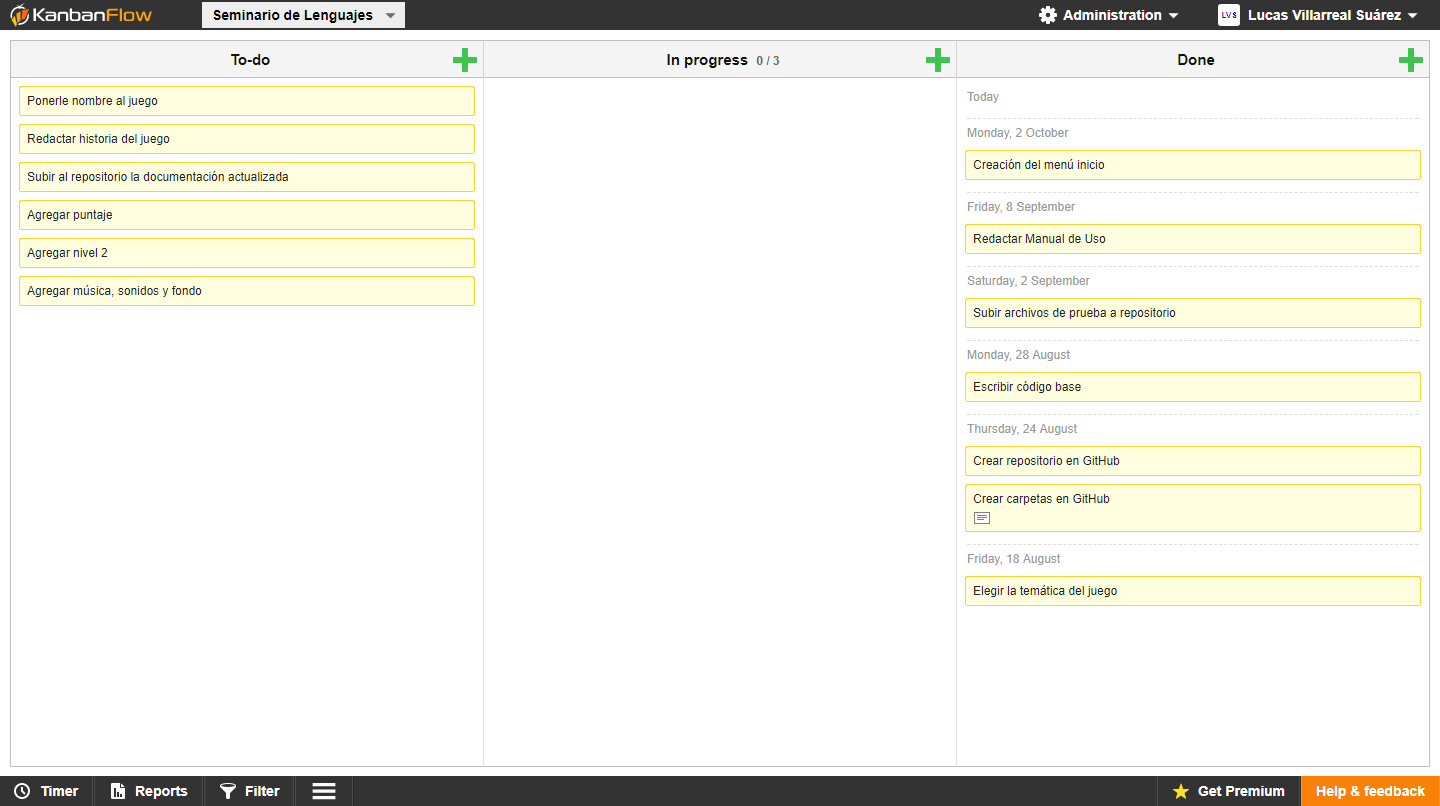 KanbanFlow
Seminario de Lenguajes
Administration
LVS
Lucas Villarreal Suárez
To-do
Ponerle nombre al juego
Redactar historia del juego
Subir al repositorio la documentación actualizada
Agregar puntaje
Agregar nivel 2
Agregar música, sonidos y fondo
In progress 0 / 3
Done
Today
Monday, 2 October
Creación del menú inicio
Friday, 8 September
Redactar Manual de Uso
Saturday, 2 September
Subir archivos de prueba a repositorio
Monday, 28 August
Escribir código base
Thursday, 24 August
Crear repositorio en GitHub
Crear carpetas en GitHub
Friday, 18 August
Elegir la temática del juego
Timer
Reports
Filter
Get Premium
Help & feedback